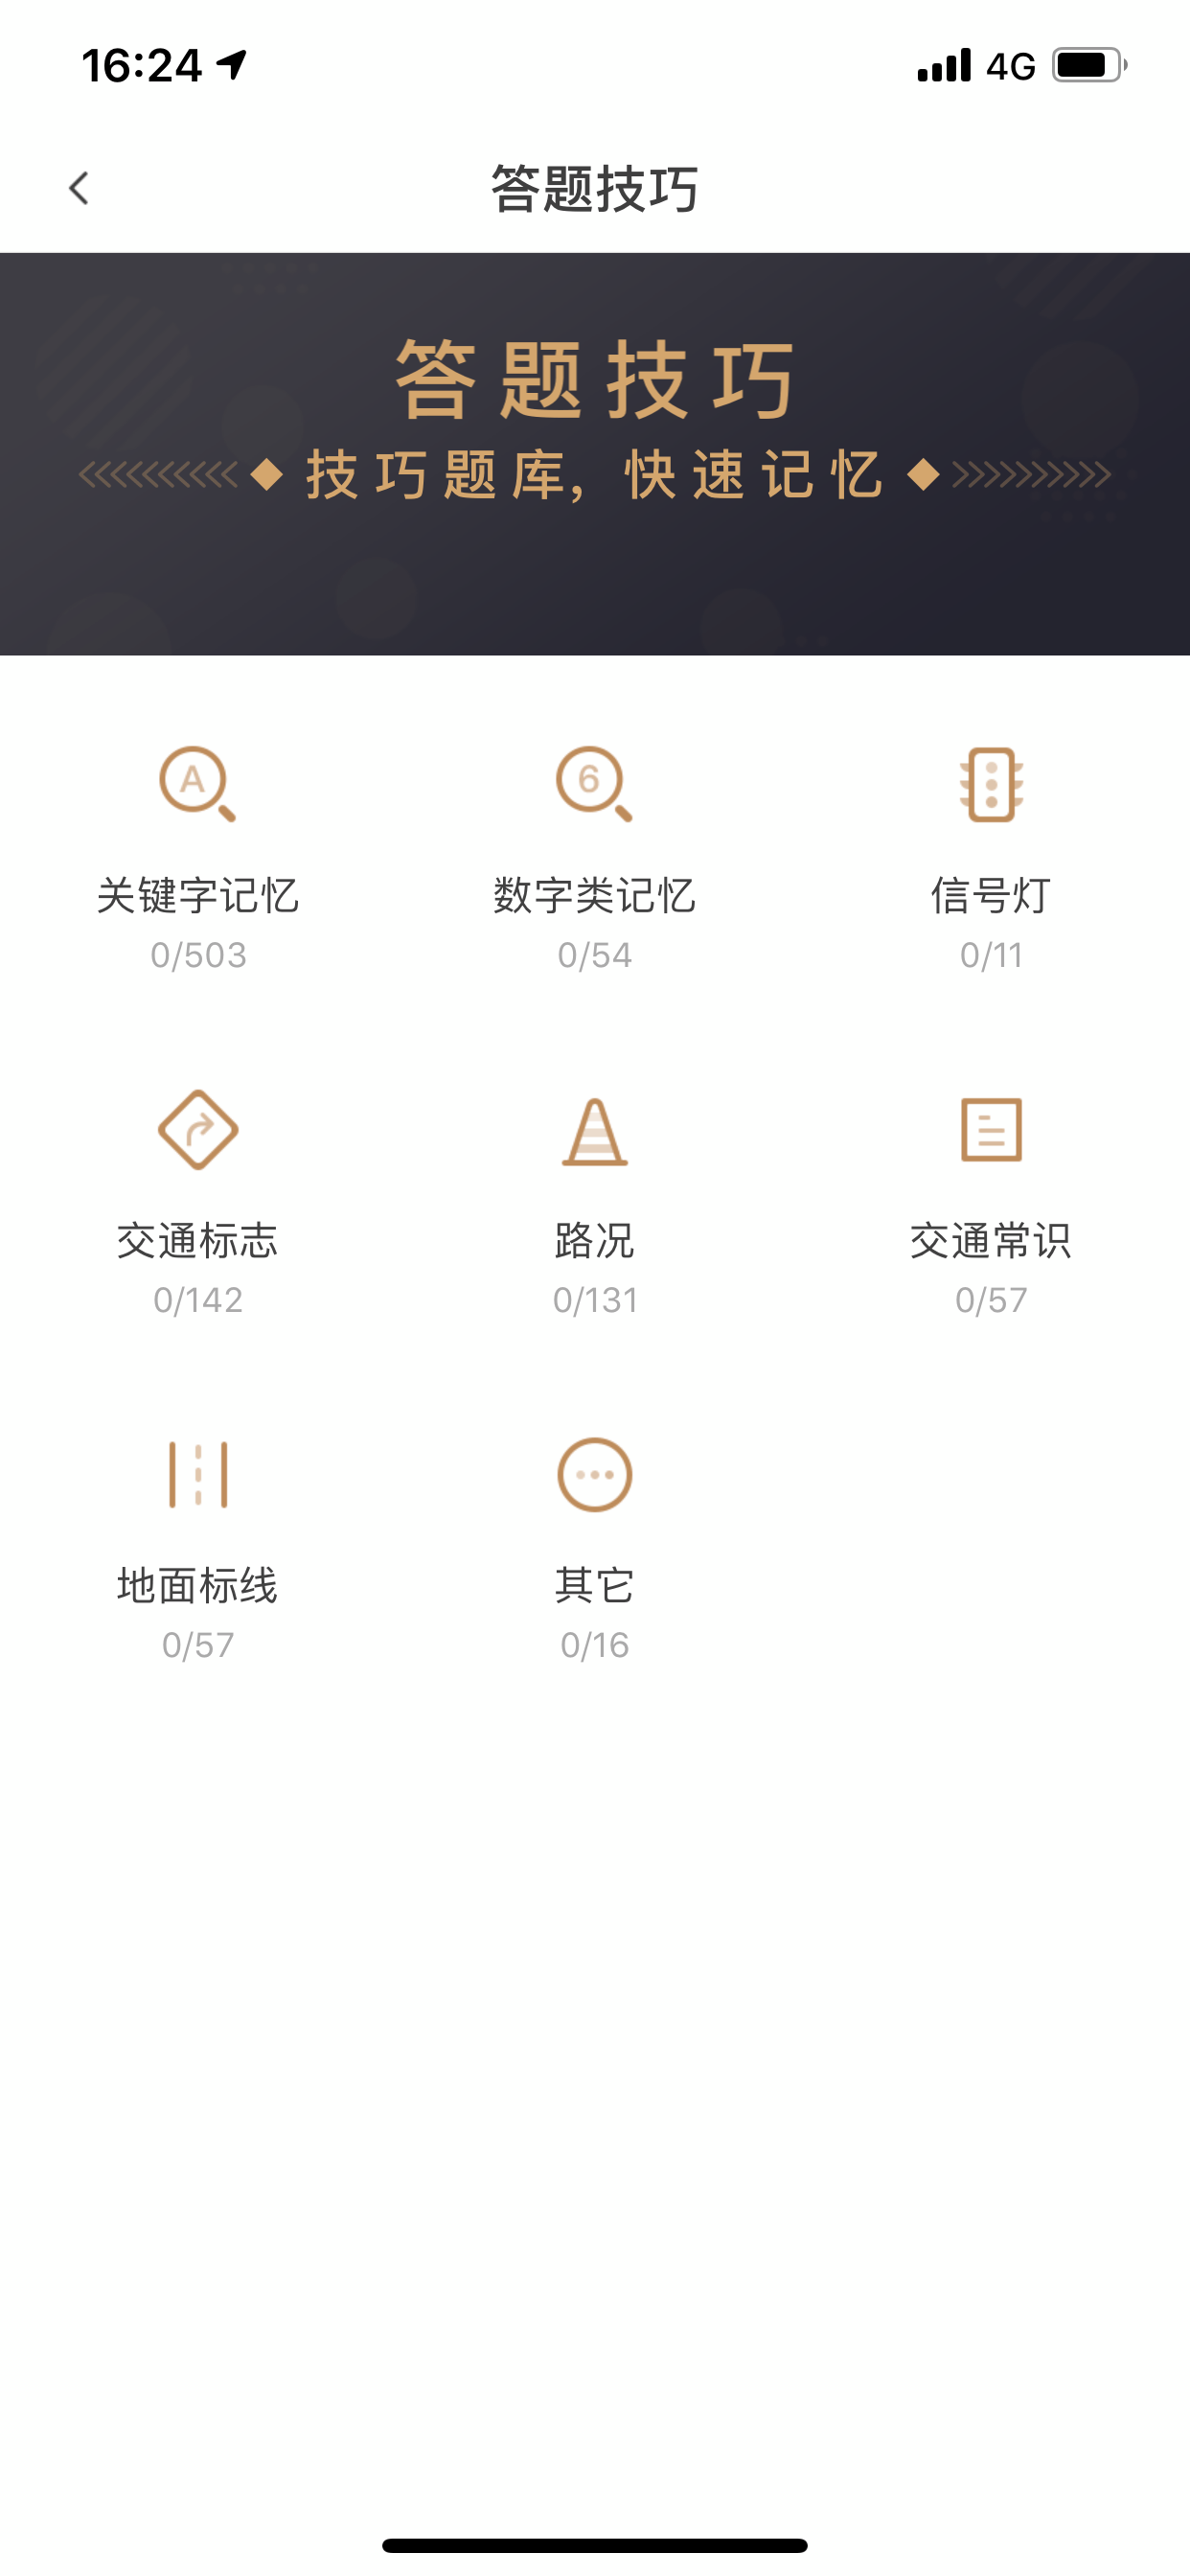 16:24 4G
答题技巧
答题技巧
技巧题库,快速记忆
A 6
关键字记忆 数字类记忆 信号灯
0/503 0/54 0/11
交通标志 路况 交通常识
0/142 0/131 0/57
地面标线 其它
0/57 0/16